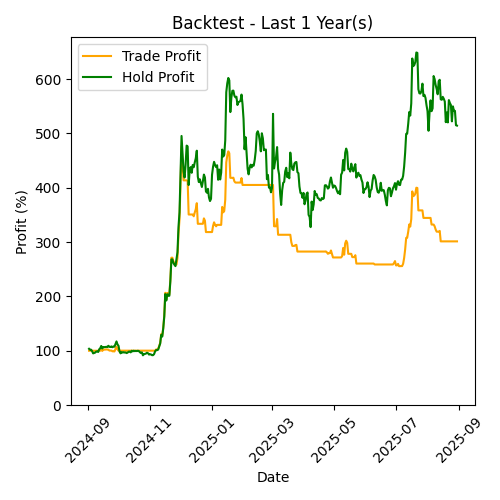 Backtest - Last 1 Year(s)
Trade Profit
Hold Profit
Profit (%)
600
500
400
300
200
100
0
2024-09
2024-11
2025-01
2025-03
2025-05
2025-07
2025-09
Date